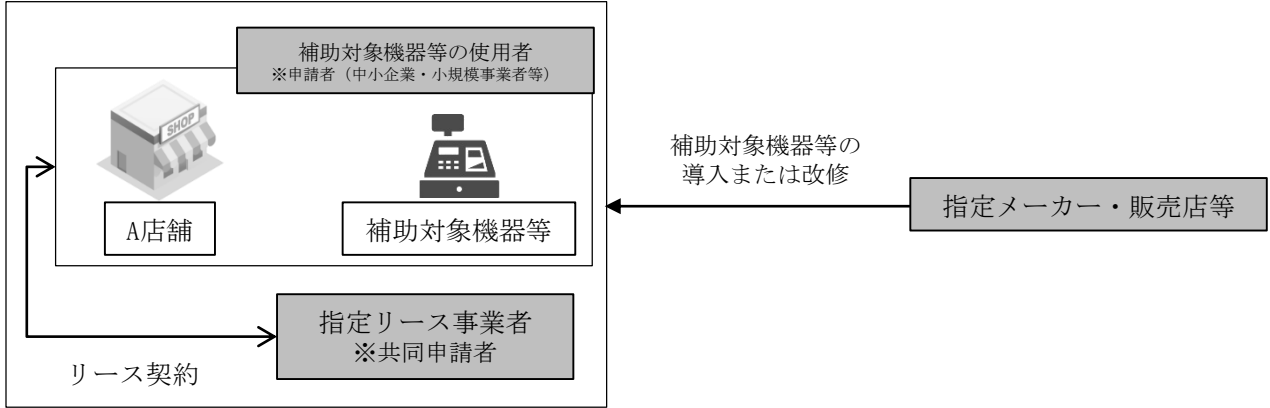 補助対象機器等の使用者
※申請者（中小企業・小規模事業者等）
SHOP
A店舗
補助対象機器等
補助対象機器等の
導入または改修
指定メーカー・販売店等
指定リース事業者
※共同申請者
リース契約